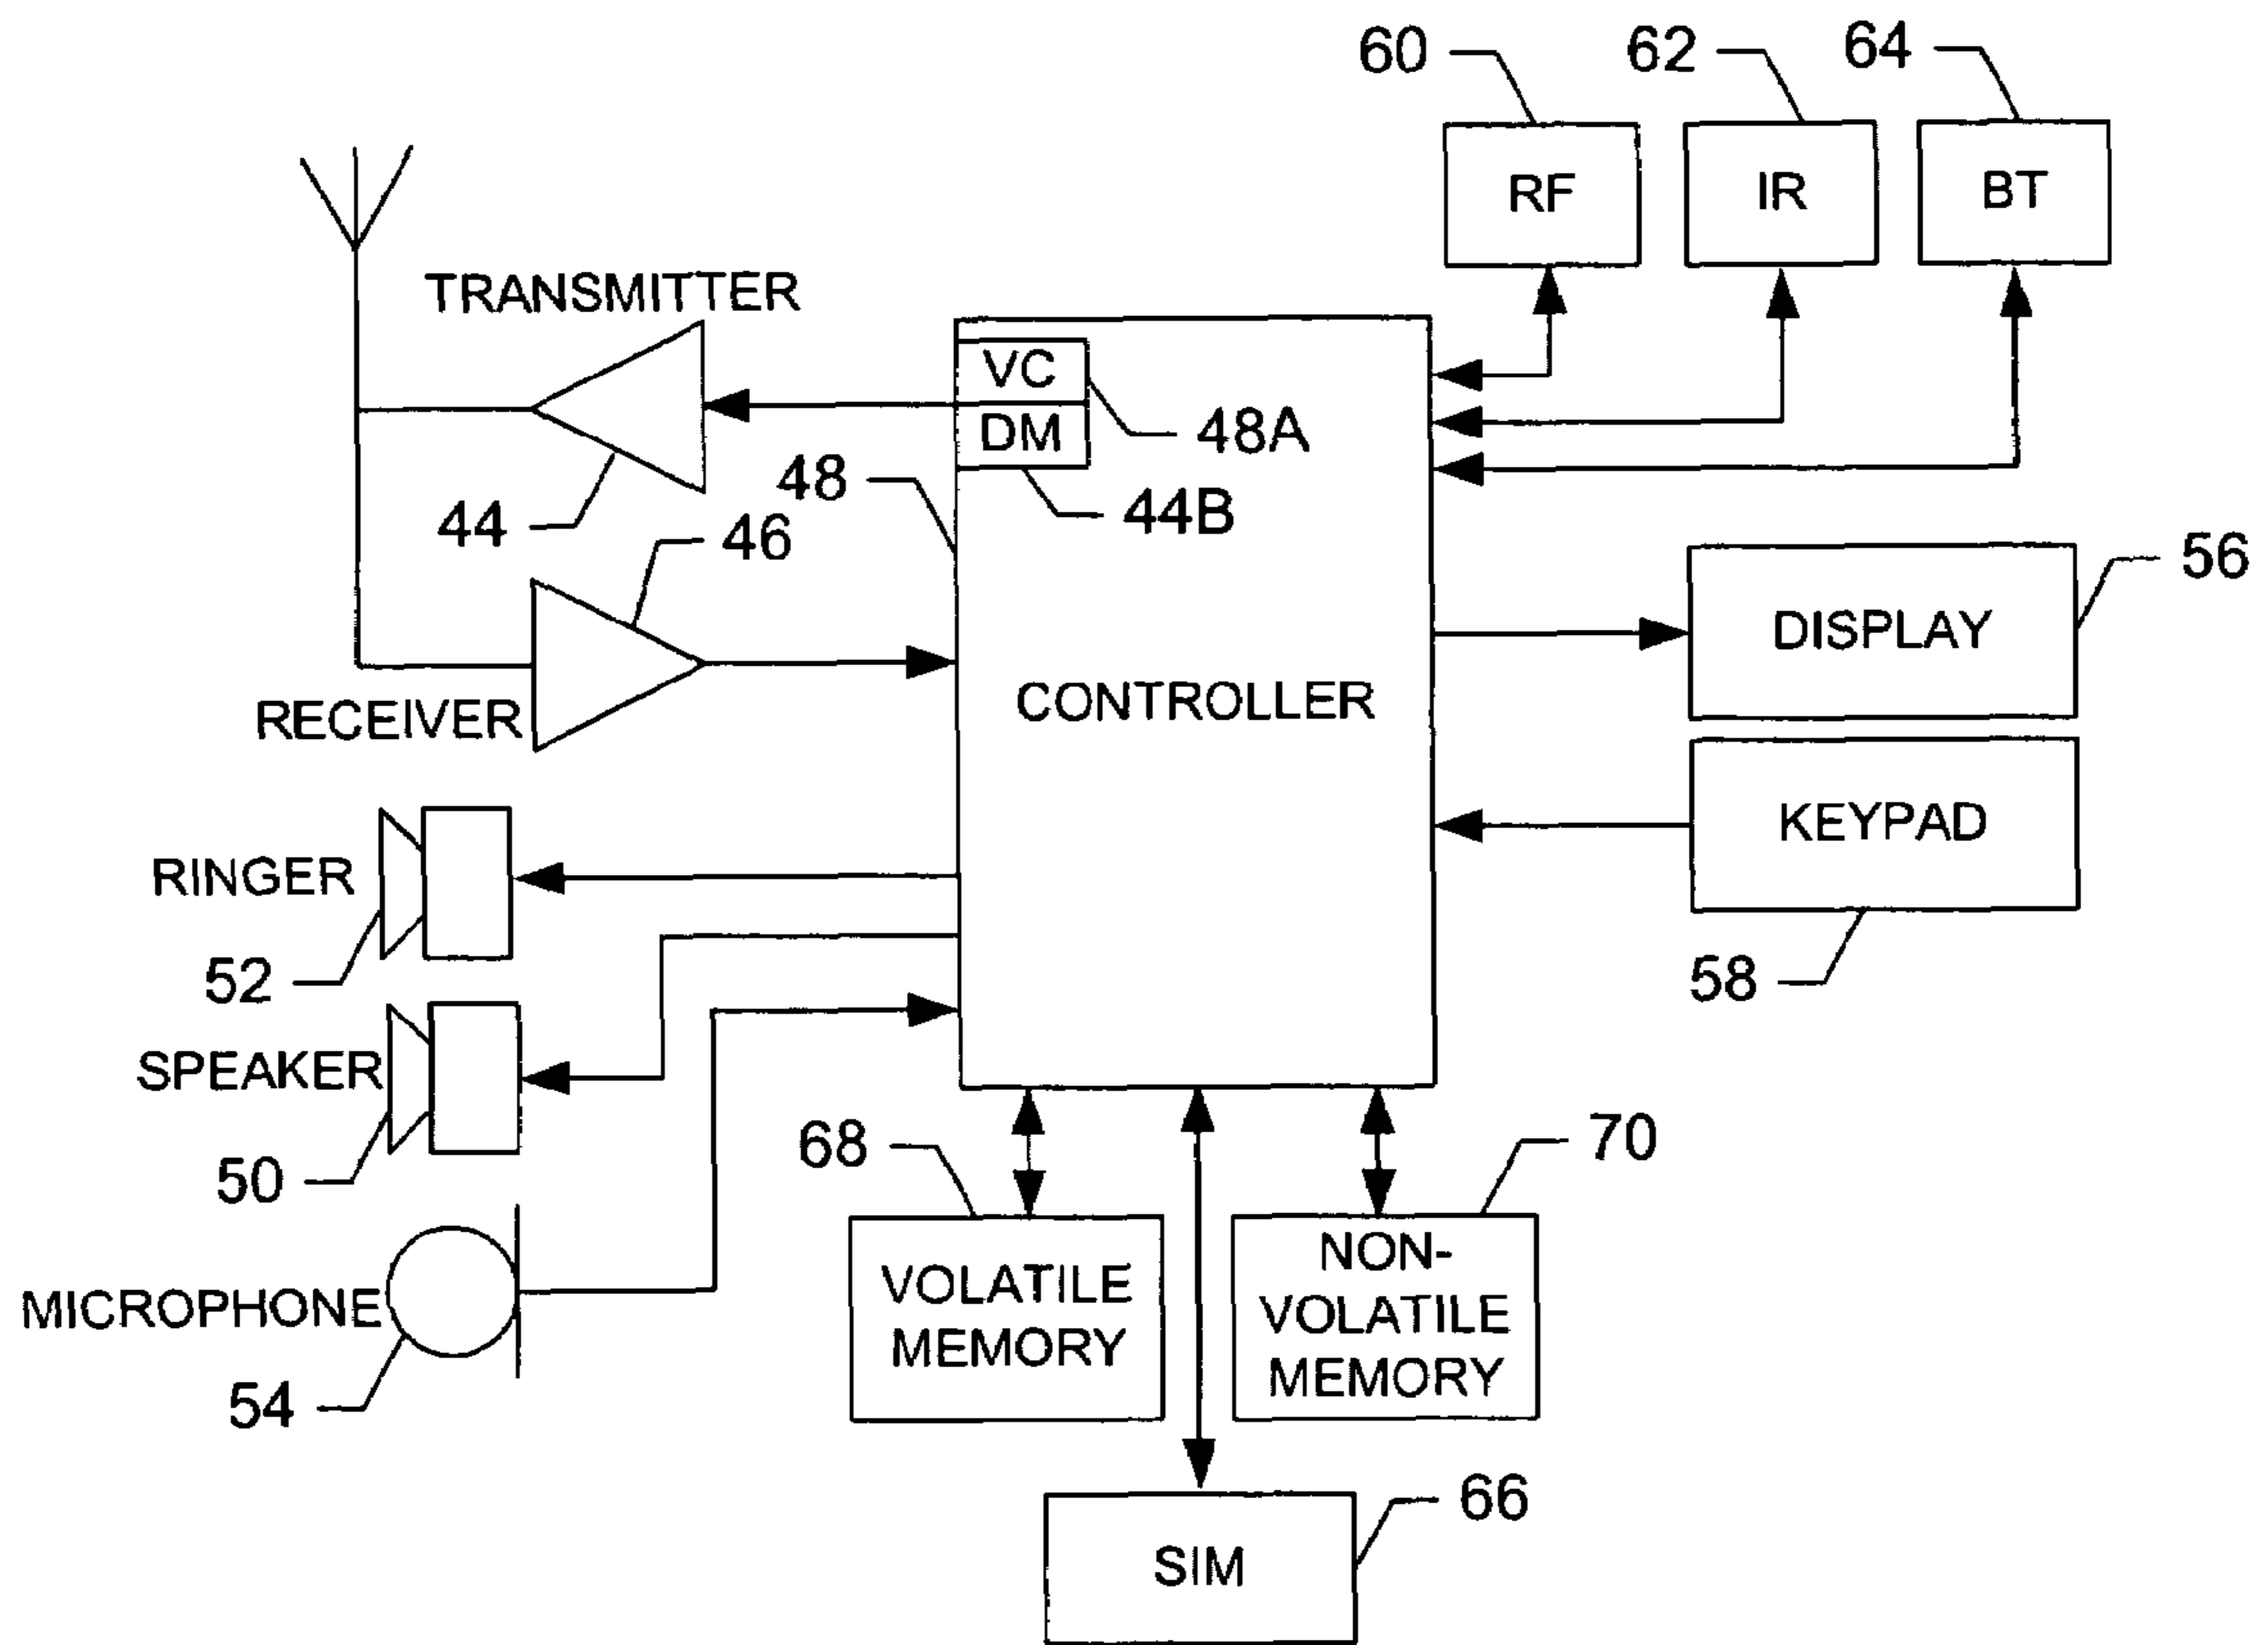 60
62
64
RF
IR
BT
TRANSMITTER
VC
DM
48A
44B
48
44
46
RECEIVER
CONTROLLER
DISPLAY
56
KEYPAD
58
RINGER
52
SPEAKER
50
MICROPHONE
54
68
VOLATILE
MEMORY
70
NON-
VOLATILE
MEMORY
66
SIM